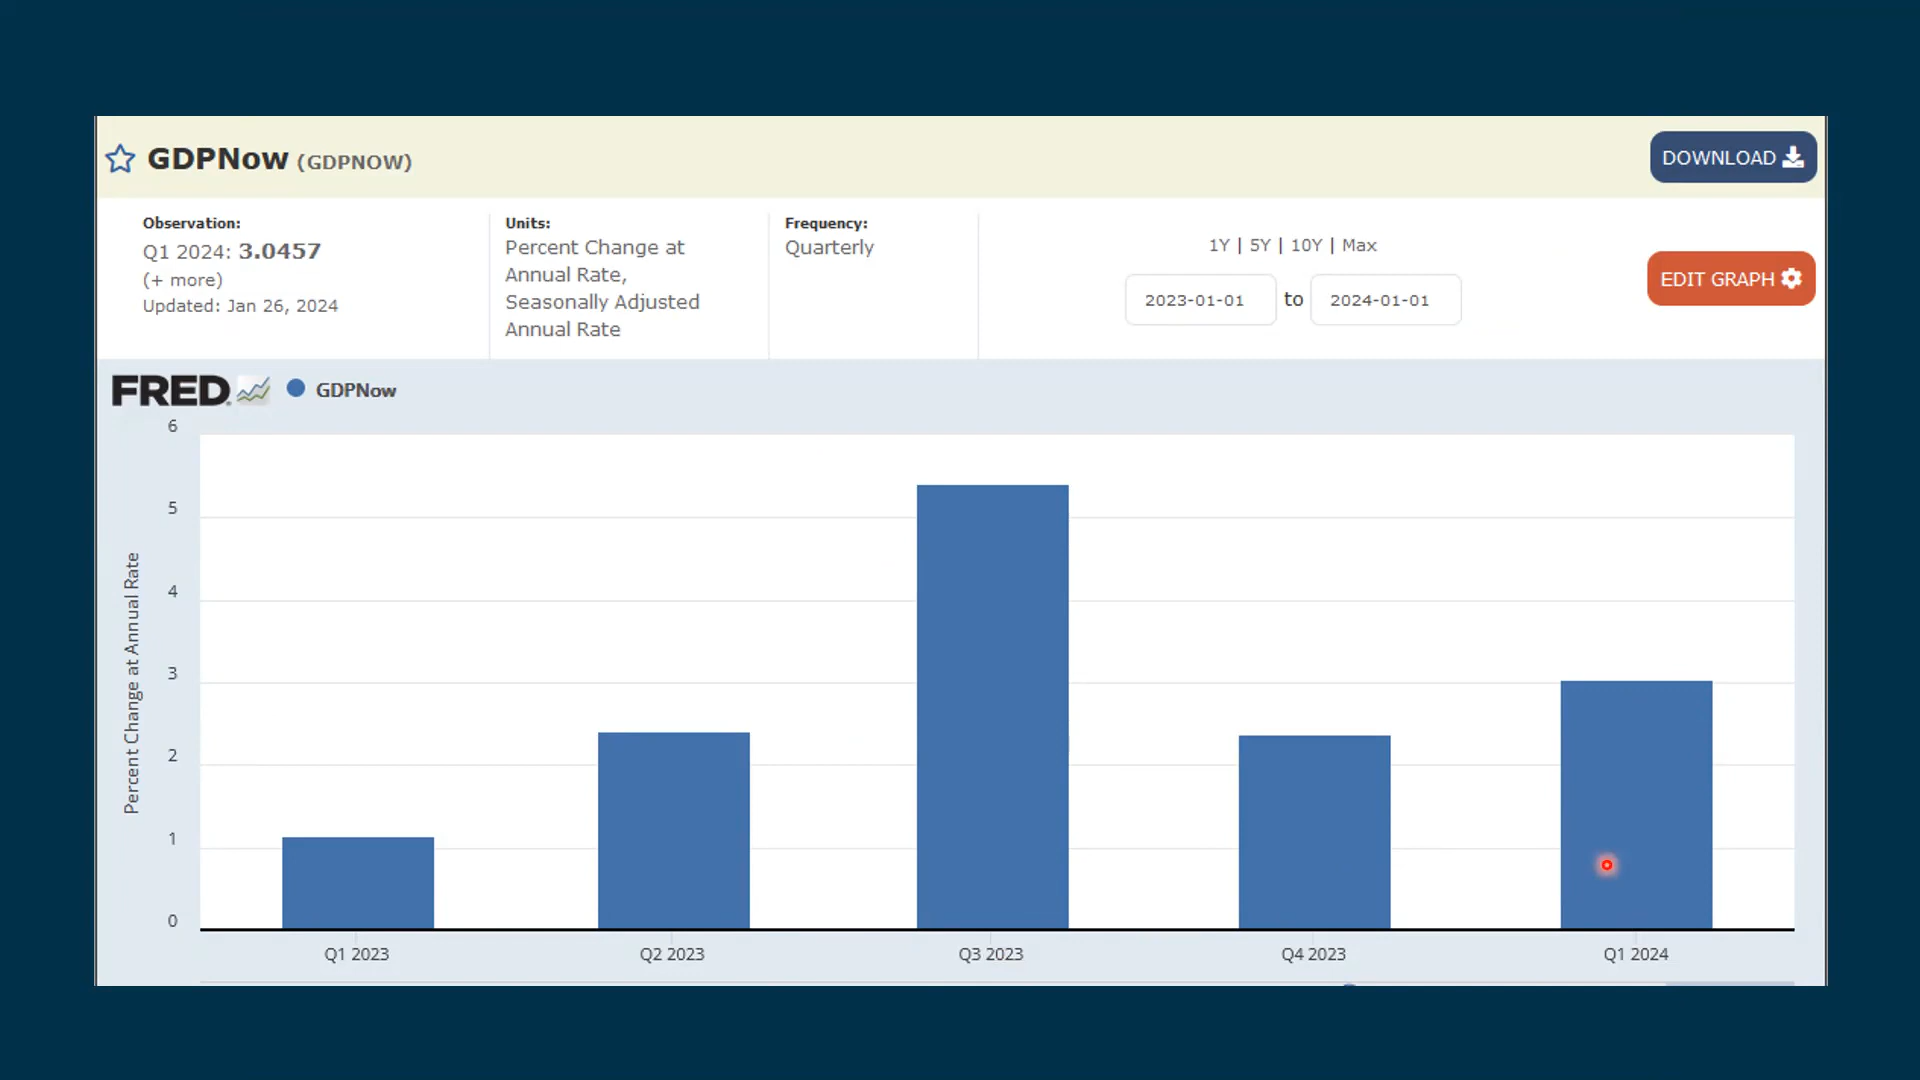 GDPNow (GDPNOW)
DOWNLOAD
Observation:
Q1 2024: 3.0457
(+ more)
Updated: Jan 26, 2024
Units:
Percent Change at
Annual Rate,
Seasonally Adjusted
Annual Rate
Frequency:
Quarterly
1Y | 5Y | 10Y | Max
2023-01-01 to 2024-01-01
EDIT GRAPH
FRED GDPNow
Percent Change at Annual Rate
6
5
4
3
2
1
0
Q1 2023 Q2 2023 Q3 2023 Q4 2023 Q1 2024